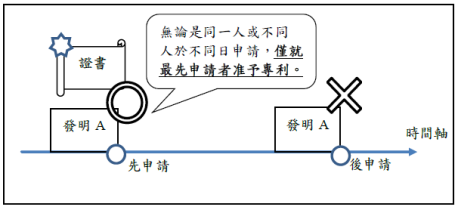 無論是同一人或不同
人於不同日申請，僅就
最先申請者准予專利。
證書
發明 A
發明 A
時間軸
先申請
後申請